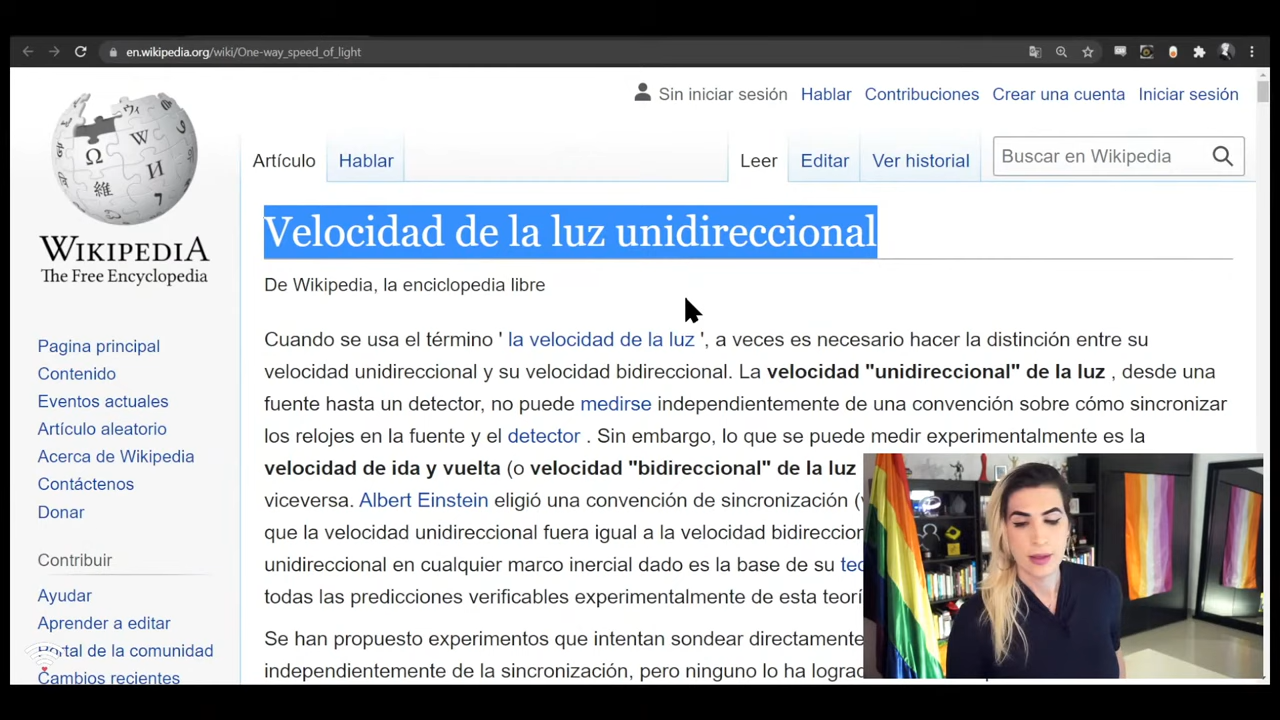 en.wikipedia.org/wiki/One-way_speed_of_light
Sin iniciar sesión Hablar Contribuciones Crear una cuenta Iniciar sesión
Artículo Hablar Leer Editar Ver historial Buscar en Wikipedia
WIKIPEDIA
The Free Encyclopedia
Pagina principal
Contenido
Eventos actuales
Artículo aleatorio
Acerca de Wikipedia
Contáctenos
Donar
Contribuir
Ayudar
Aprender a editar
Portal de la comunidad
Cambios recientes
Velocidad de la luz unidireccional
De Wikipedia, la enciclopedia libre
Cuando se usa el término ' la velocidad de la luz ', a veces es necesario hacer la distinción entre su
velocidad unidireccional y su velocidad bidireccional. La velocidad "unidireccional" de la luz , desde una
fuente hasta un detector, no puede medirse independientemente de una convención sobre cómo sincronizar
los relojes en la fuente y el detector . Sin embargo, lo que se puede medir experimentalmente es la
velocidad de ida y vuelta (o velocidad "bidireccional" de la luz
viceversa. Albert Einstein eligió una convención de sincronización (
que la velocidad unidireccional fuera igual a la velocidad bidireccion
unidireccional en cualquier marco inercial dado es la base de su
todas las predicciones verificables experimentalmente de esta
Se han propuesto experimentos que intentan sondear directamente
independientemente de la sincronización, pero ninguno lo ha